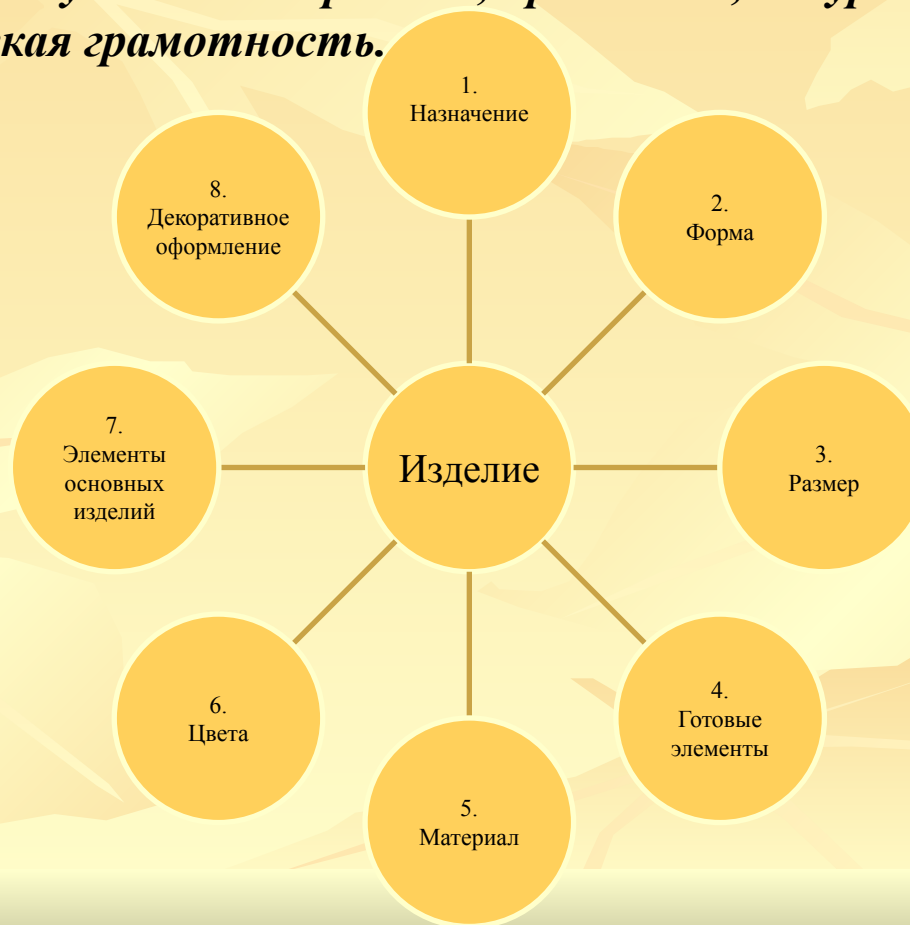 грамотность.
1.
Назначение
2.
Форма
3.
Размер
4.
Готовые
элементы
5.
Материал
6.
Цвета
7.
Элементы
основных
изделий
8.
Декоративное
оформление
Изделие